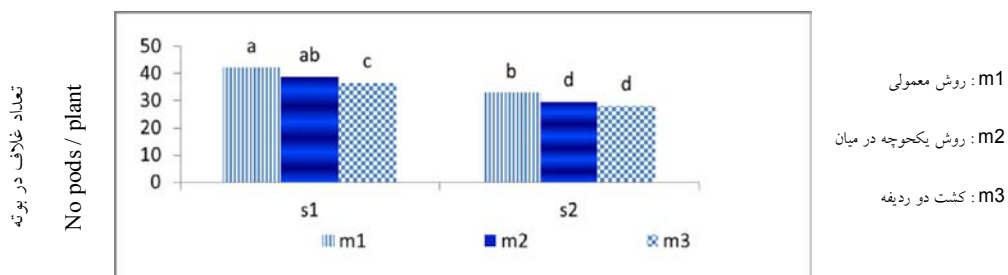 تعداد غلاف در بوته
No pods / plant
50
40
30
20
10
0
a ab c b d d
s1 s2
m1 m2 m3
m1 : روش معمولی
m2 : روش یکجوچه در میان
m3 : کشت دو ردیفه